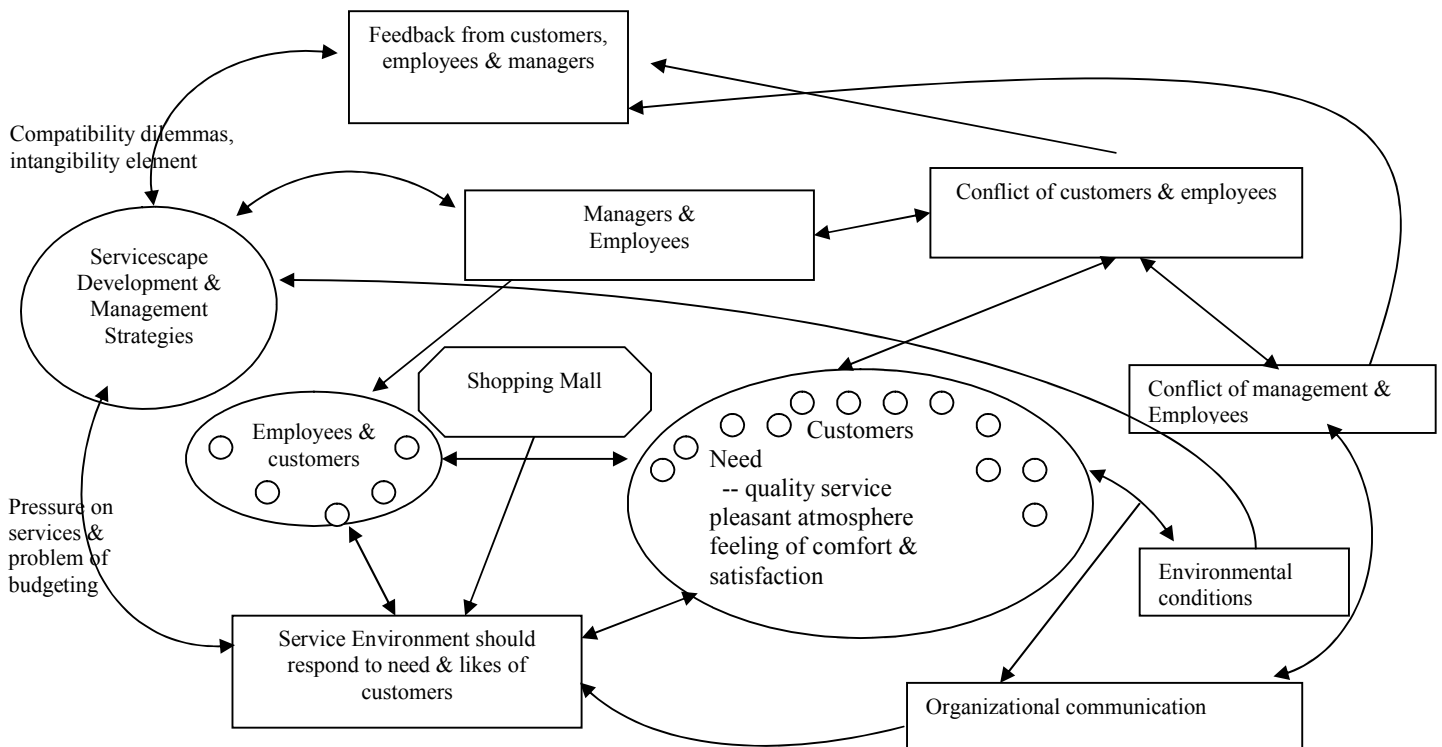 Feedback from customers,
employees & managers
Compatibility dilemmas,
intangibility element
Conflict of customers & employees
Managers &
Employees
Servicescape
Development &
Management
Strategies
Shopping Mall
Conflict of management &
Employees
Employees &
customers
Customers
Need
-- quality service
pleasant atmosphere
feeling of comfort &
satisfaction
Pressure on
services &
problem of
budgeting
Environmental
conditions
Service Environment should
respond to need & likes of
customers
Organizational communication